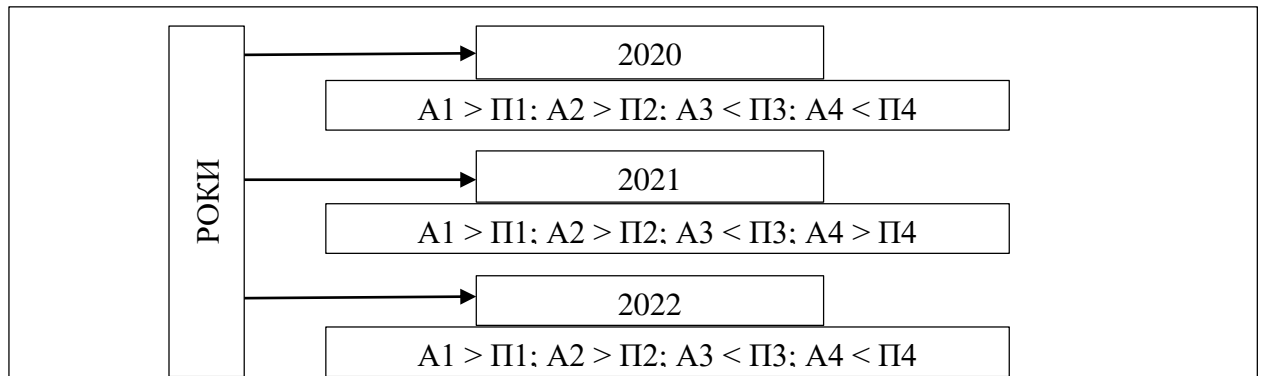 РОКИ
2020
А1 > П1; А2 > П2; А3 < П3; А4 < П4
2021
А1 > П1; А2 > П2; А3 < П3; А4 > П4
2022
А1 > П1; А2 > П2; А3 < П3; А4 < П4